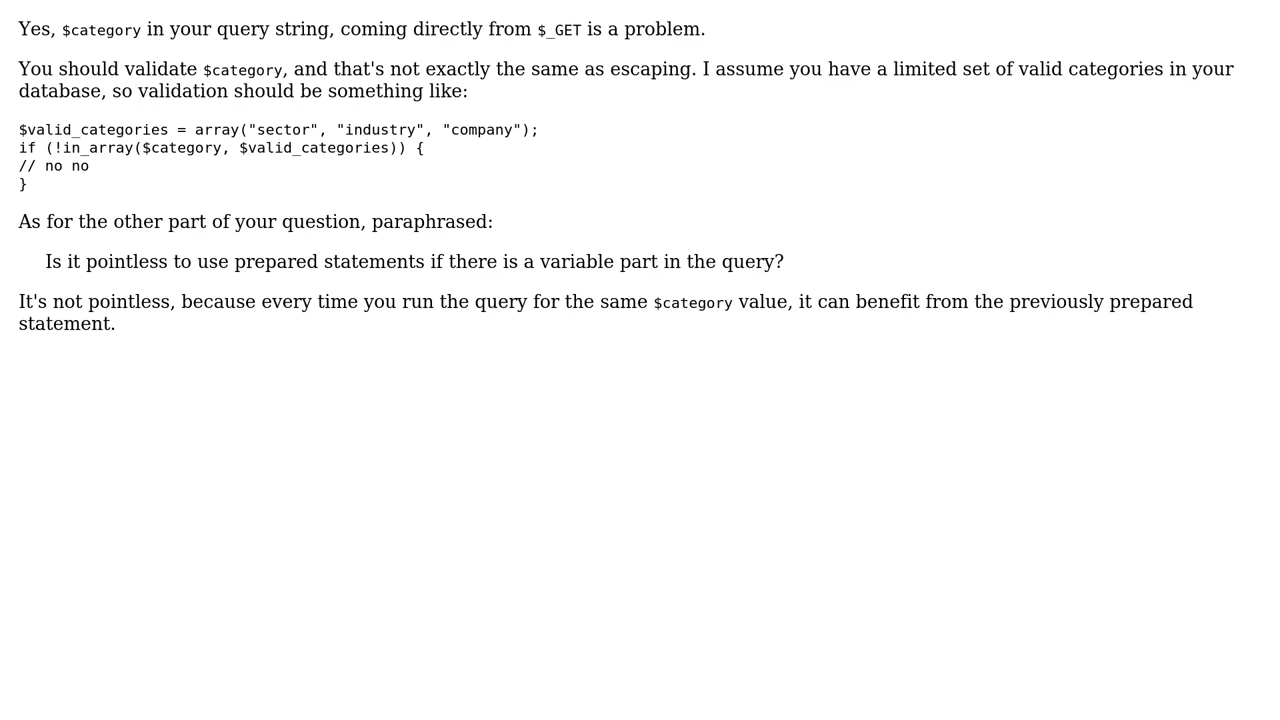 Yes, $category in your query string, coming directly from $_GET is a problem.
You should validate $category, and that's not exactly the same as escaping. I assume you have a limited set of valid categories in your
database, so validation should be something like:
$valid_categories = array("sector", "industry", "company");
if (!in_array($category, $valid_categories)) {
// no no
}
As for the other part of your question, paraphrased:
Is it pointless to use prepared statements if there is a variable part in the query?
It's not pointless, because every time you run the query for the same $category value, it can benefit from the previously prepared
statement.